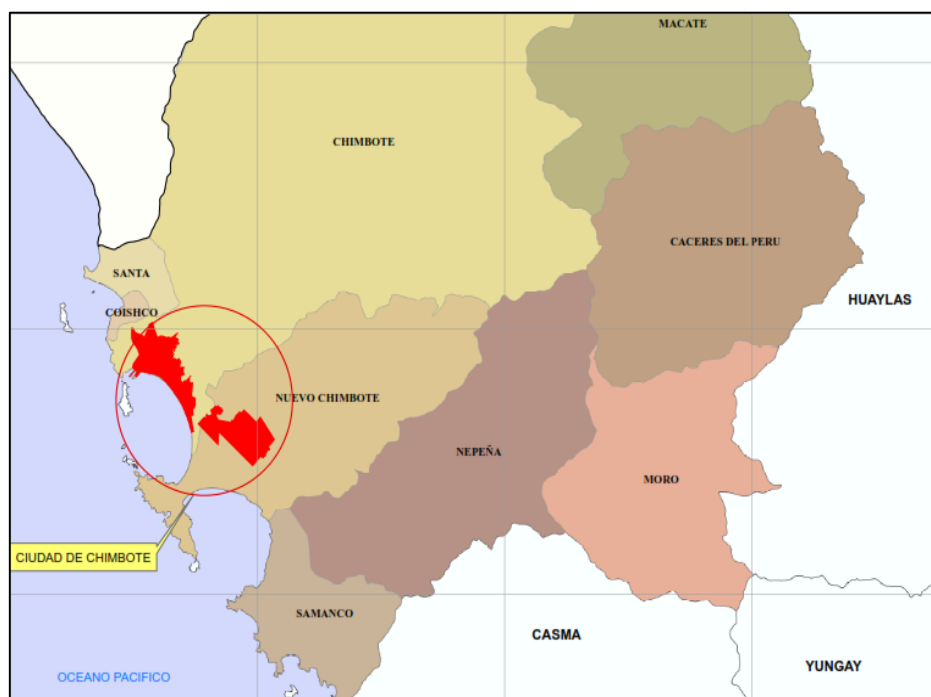 MACATE
CHIMBOTE
CACERES DEL PERU
SANTA
HUAYLAS
COISHCO
NUEVO CHIMBOTE
NEPEÑA
MORO
CIUDAD DE CHIMBOTE
SAMANCO
CASMA
YUNGAY
OCEANO PACIFICO